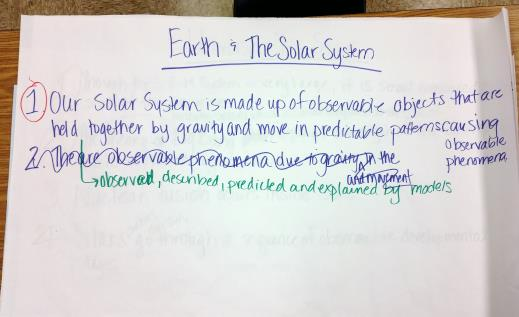 Earth & The Solar System
1 Our Solar System is made up of observable objects that are
held together by gravity and move in predictable patterns causing
observable
phenomena
2. There are observable phenomena due to gravity in the
and movement
observed, described, predicted and explained by models